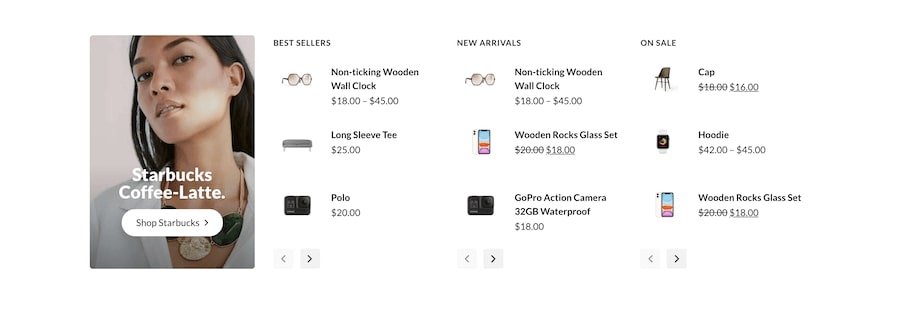 BEST SELLERS
NEW ARRIVALS
ON SALE
Starbucks
Coffee-Latte.
Shop Starbucks
Non-ticking Wooden
Wall Clock
$18.00 – $45.00
Long Sleeve Tee
$25.00
Polo
$20.00
Non-ticking Wooden
Wall Clock
$18.00 – $45.00
Wooden Rocks Glass Set
$20.00 $18.00
GoPro Action Camera
32GB Waterproof
$18.00
Cap
$18.00 $16.00
Hoodie
$42.00 – $45.00
Wooden Rocks Glass Set
$20.00 $18.00